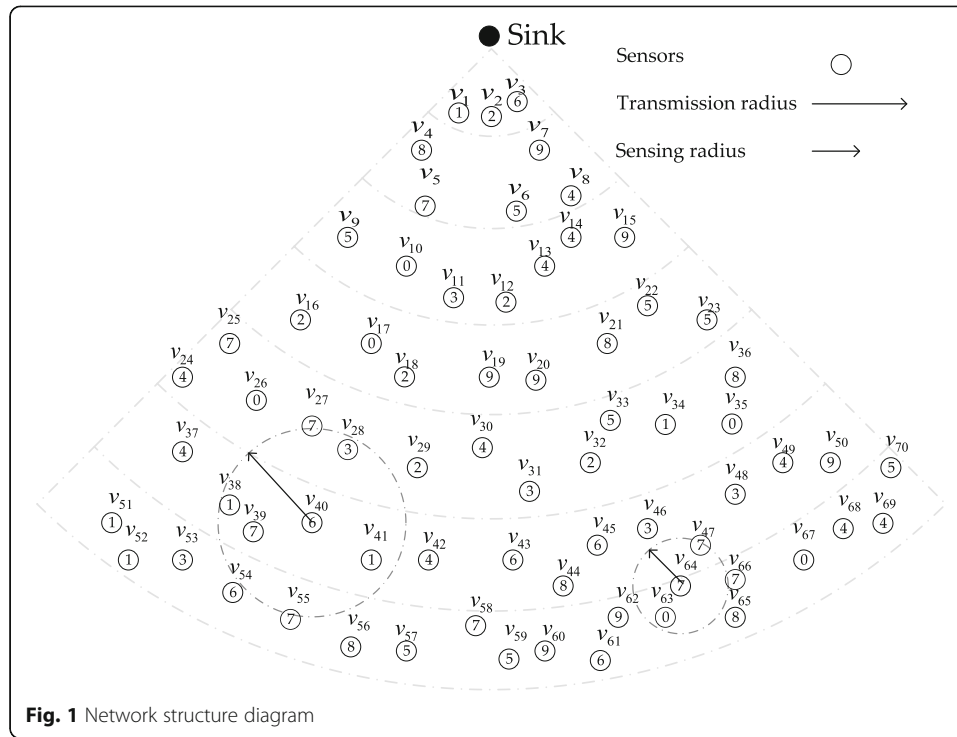 Sink
Sensors
Transmission radius
Sensing radius
v1 v2 v3
1 2 6
v4 v7
8 9
v5 v6 v8
7 5 4
v9 v10 v11 v12 v13 v14 v15
5 0 3 2 4 4 9
v16 v17 v18 v19 v20 v21 v22 v23
2 0 2 9 9 8 5 5
v24 v25 v26 v27 v28 v29 v30 v31 v32 v33 v34 v35 v36
4 7 0 7 3 2 4 3 2 5 1 0 8
v37 v38 v39 v40 v41 v42 v43 v44 v45 v46 v47 v48 v49 v50
4 1 7 6 1 4 6 8 6 3 7 3 4 9
v51 v52 v53 v54 v55 v56 v57 v58 v59 v60 v61 v62 v63 v64 v65 v66 v67 v68 v69 v70
1 1 3 6 7 8 5 7 5 9 6 9 0 7 8 7 0 4 4 5
Fig. 1 Network structure diagram